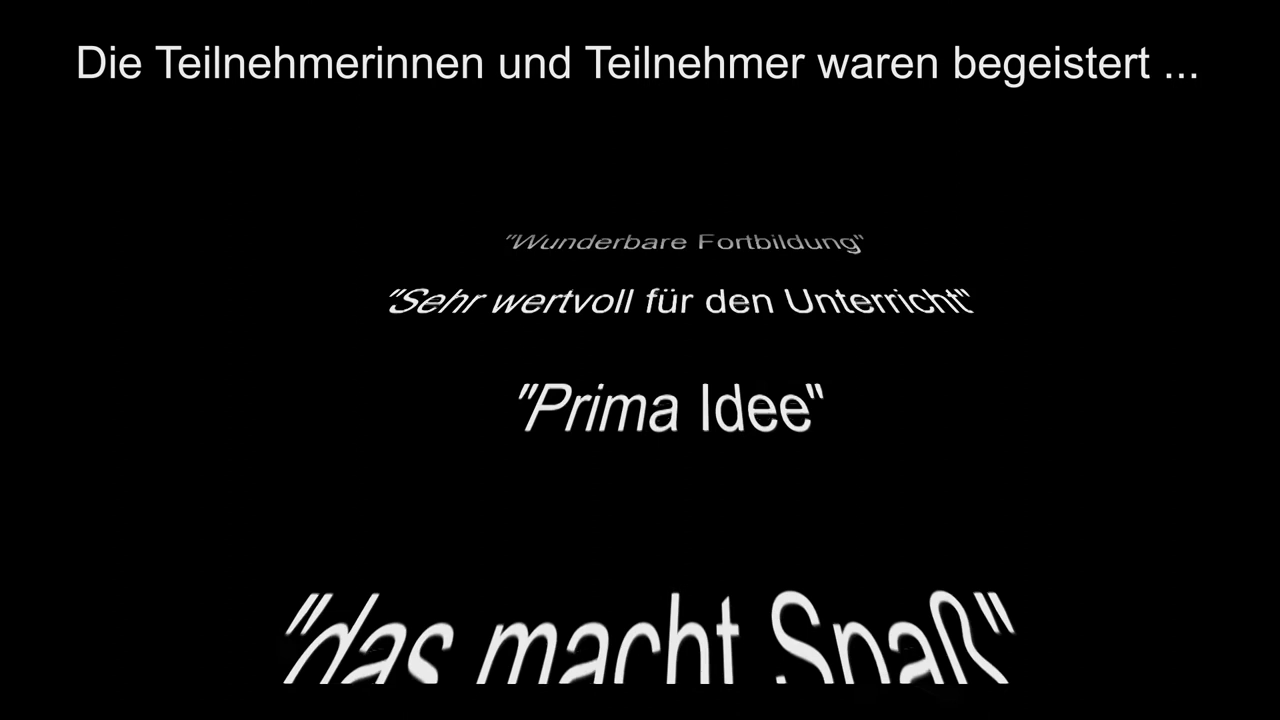 Die Teilnehmerinnen und Teilnehmer waren begeistert ...
"Wunderbare Fortbildung"
"Sehr wertvoll für den Unterricht"
"Prima Idee"
"das macht Spaß"